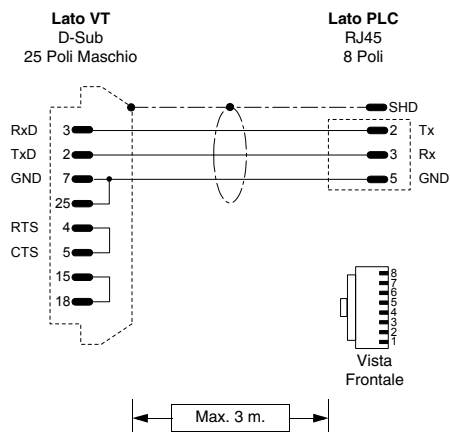 Lato VT
D-Sub
25 Poli Maschio
Lato PLC
RJ45
8 Poli
SHD
RxD 3 2 Tx
TxD 2 3 Rx
GND 7 5 GND
25
RTS 4
CTS 5
15
18
8
7
6
5
4
3
2
1
Vista
Frontale
Max. 3 m.